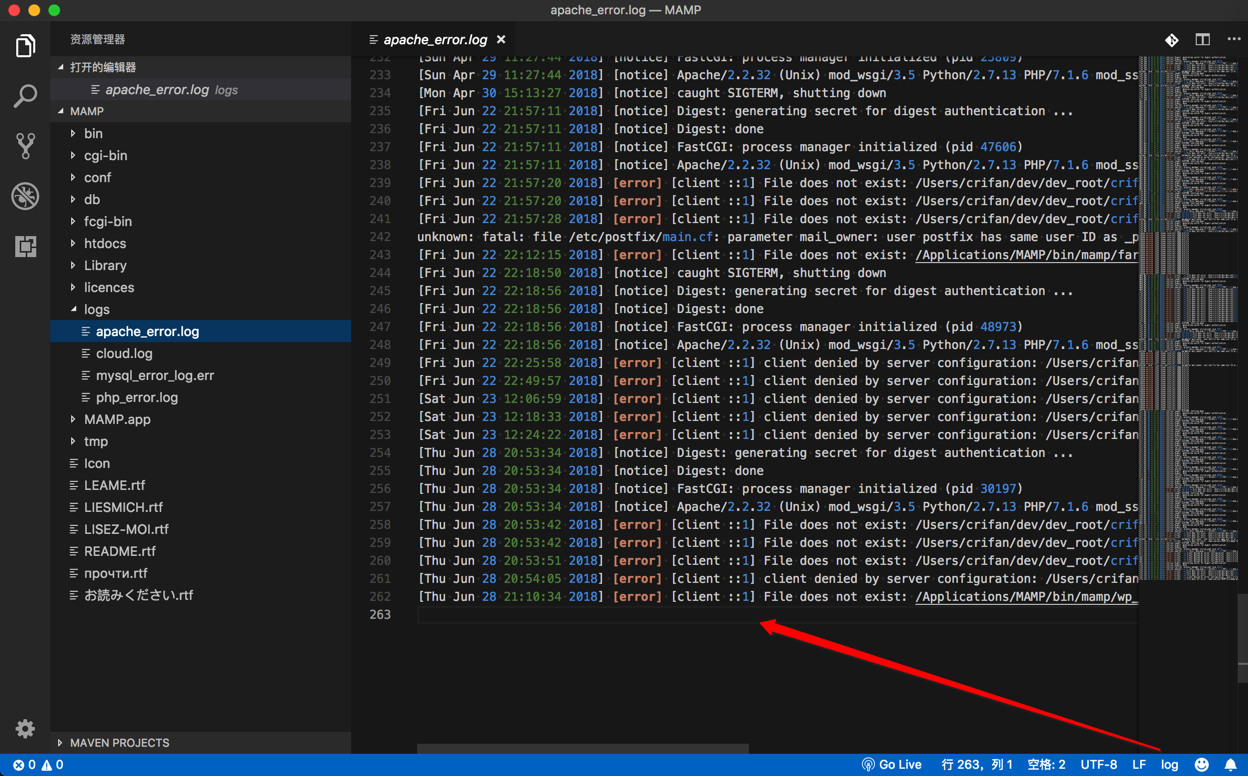 apache_error.log — MAMP
资源管理器
打开的编辑器
apache_error.log logs
MAMP
bin
cgi-bin
conf
db
fcgi-bin
htdocs
Library
licences
logs
apache_error.log
cloud.log
mysql_error_log.err
php_error.log
MAMP.app
tmp
Icon
LEAME.rtf
LIESMICH.rtf
LISEZ-MOI.rtf
README.rtf
прочти.rtf
お読みください.rtf
MAVEN PROJECTS
apache_error.log
232 [Sun Apr 29 11:27:44 2018] [notice] FastCGI: process manager initialized (pid 23809)
233 [Sun Apr 29 11:27:44 2018] [notice] Apache/2.2.32 (Unix) mod_wsgi/3.5 Python/2.7.13 PHP/7.1.6 mod_ss
234 [Mon Apr 30 15:13:27 2018] [notice] caught SIGTERM, shutting down
235 [Fri Jun 22 21:57:11 2018] [notice] Digest: generating secret for digest authentication ...
236 [Fri Jun 22 21:57:11 2018] [notice] Digest: done
237 [Fri Jun 22 21:57:11 2018] [notice] FastCGI: process manager initialized (pid 47606)
238 [Fri Jun 22 21:57:11 2018] [notice] Apache/2.2.32 (Unix) mod_wsgi/3.5 Python/2.7.13 PHP/7.1.6 mod_ss
239 [Fri Jun 22 21:57:20 2018] [error] [client ::1] File does not exist: /Users/crifan/dev/dev_root/crif
240 [Fri Jun 22 21:57:20 2018] [error] [client ::1] File does not exist: /Users/crifan/dev/dev_root/crif
241 [Fri Jun 22 21:57:28 2018] [error] [client ::1] File does not exist: /Users/crifan/dev/dev_root/crif
242 unknown: fatal: file /etc/postfix/main.cf: parameter mail_owner: user postfix has same user ID as _p
243 [Fri Jun 22 22:12:15 2018] [error] [client ::1] File does not exist: /Applications/MAMP/bin/mamp/far
244 [Fri Jun 22 22:18:50 2018] [notice] caught SIGTERM, shutting down
245 [Fri Jun 22 22:18:56 2018] [notice] Digest: generating secret for digest authentication ...
246 [Fri Jun 22 22:18:56 2018] [notice] Digest: done
247 [Fri Jun 22 22:18:56 2018] [notice] FastCGI: process manager initialized (pid 48973)
248 [Fri Jun 22 22:18:56 2018] [notice] Apache/2.2.32 (Unix) mod_wsgi/3.5 Python/2.7.13 PHP/7.1.6 mod_ss
249 [Fri Jun 22 22:25:58 2018] [error] [client ::1] client denied by server configuration: /Users/crifan
250 [Fri Jun 22 22:49:57 2018] [error] [client ::1] client denied by server configuration: /Users/crifan
251 [Sat Jun 23 12:06:59 2018] [error] [client ::1] client denied by server configuration: /Users/crifan
252 [Sat Jun 23 12:18:33 2018] [error] [client ::1] client denied by server configuration: /Users/crifan
253 [Sat Jun 23 12:24:22 2018] [error] [client ::1] client denied by server configuration: /Users/crifan
254 [Thu Jun 28 20:53:34 2018] [notice] Digest: generating secret for digest authentication ...
255 [Thu Jun 28 20:53:34 2018] [notice] Digest: done
256 [Thu Jun 28 20:53:34 2018] [notice] FastCGI: process manager initialized (pid 30197)
257 [Thu Jun 28 20:53:34 2018] [notice] Apache/2.2.32 (Unix) mod_wsgi/3.5 Python/2.7.13 PHP/7.1.6 mod_ss
258 [Thu Jun 28 20:53:42 2018] [error] [client ::1] File does not exist: /Users/crifan/dev/dev_root/crif
259 [Thu Jun 28 20:53:42 2018] [error] [client ::1] File does not exist: /Users/crifan/dev/dev_root/crif
260 [Thu Jun 28 20:53:51 2018] [error] [client ::1] File does not exist: /Users/crifan/dev/dev_root/crif
261 [Thu Jun 28 20:54:05 2018] [error] [client ::1] client denied by server configuration: /Users/crifan
262 [Thu Jun 28 21:10:34 2018] [error] [client ::1] File does not exist: /Applications/MAMP/bin/mamp/wp_
263
0 0 Go Live 行 263，列 1 空格: 2 UTF-8 LF log